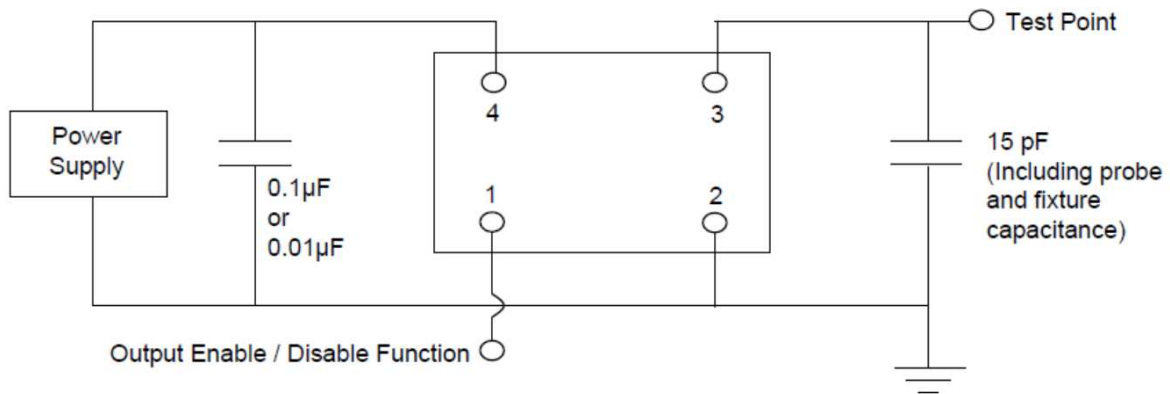 Test Point
4
3
Power
Supply
15 pF
(Including probe
and fixture
capacitance)
0.1µF
or
0.01µF
1
2
Output Enable / Disable Function